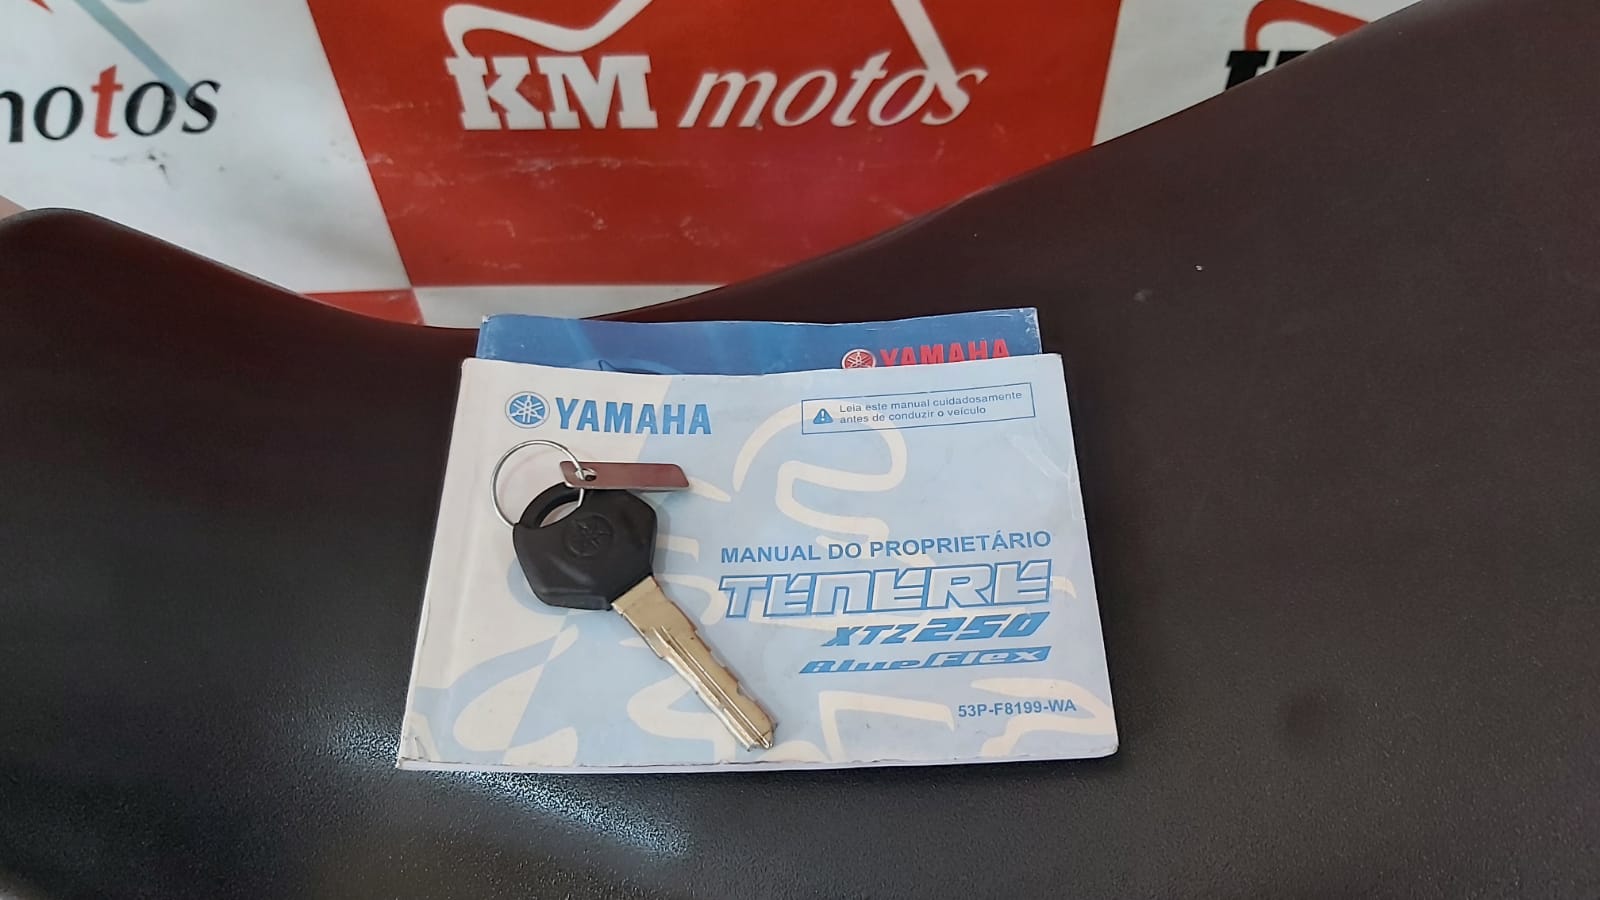 motos
KM motos
YAMAHA
YAMAHA
Leia este manual cuidadosamente
antes de conduzir o veículo
MANUAL DO PROPRIETÁRIO
TENERE
XTZ250
BlueFlex
53P-F8199-WA